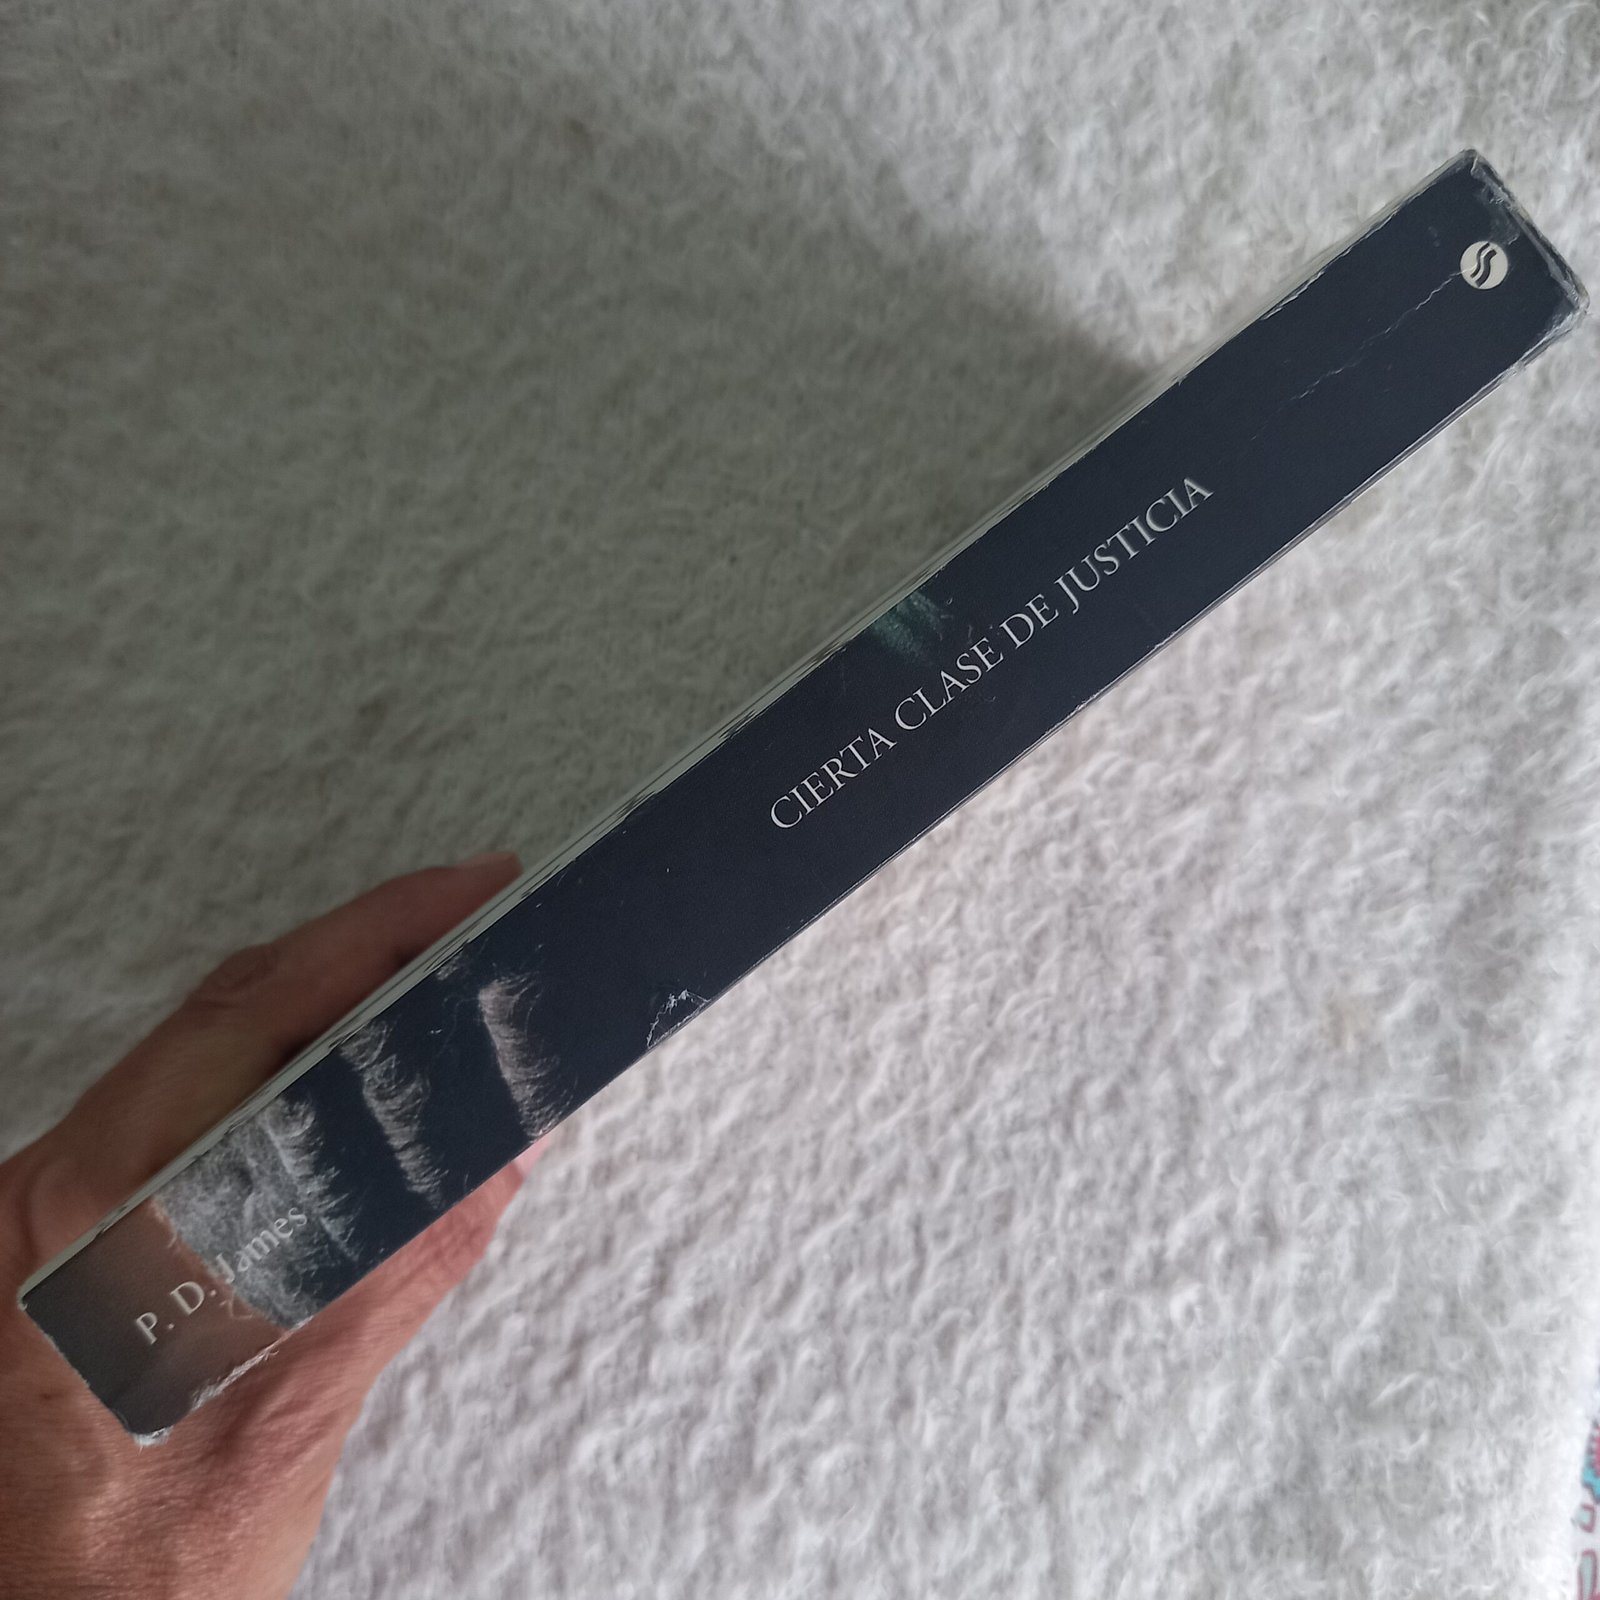 P. D. James
CIERTA CLASE DE JUSTICIA